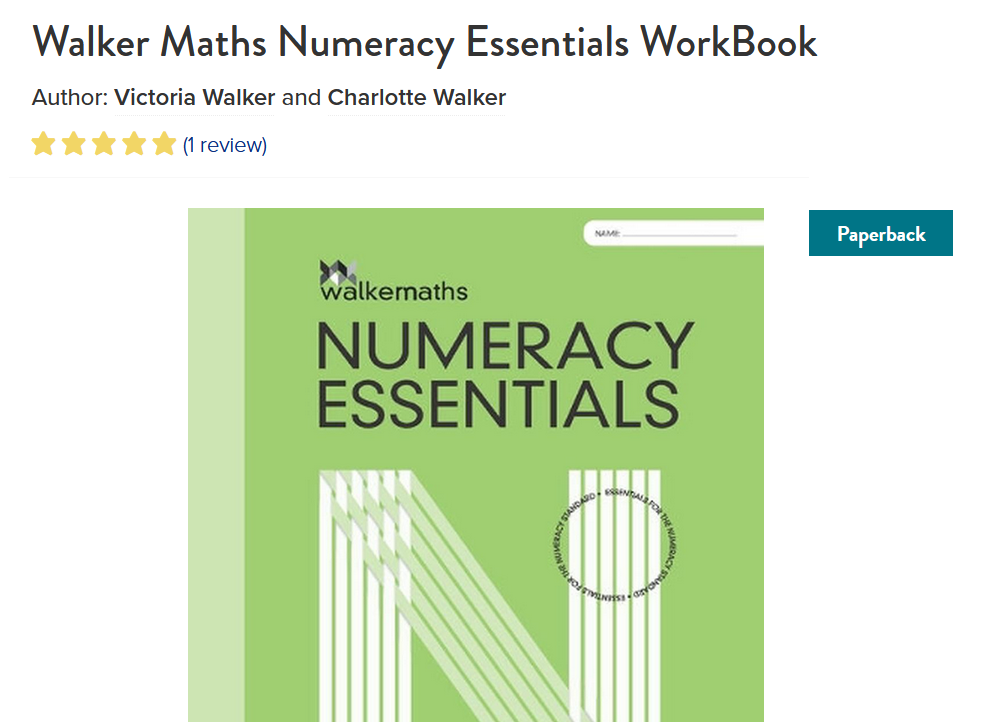 Walker Maths Numeracy Essentials WorkBook
Author: Victoria Walker and Charlotte Walker
(1 review)
Paperback
NAME:
walkermaths
NUMERACY
ESSENTIALS
ESSENTIALS FOR THE NUMERACY STANDARD • ESSENTIALS FOR THE NUMERACY STANDARD •